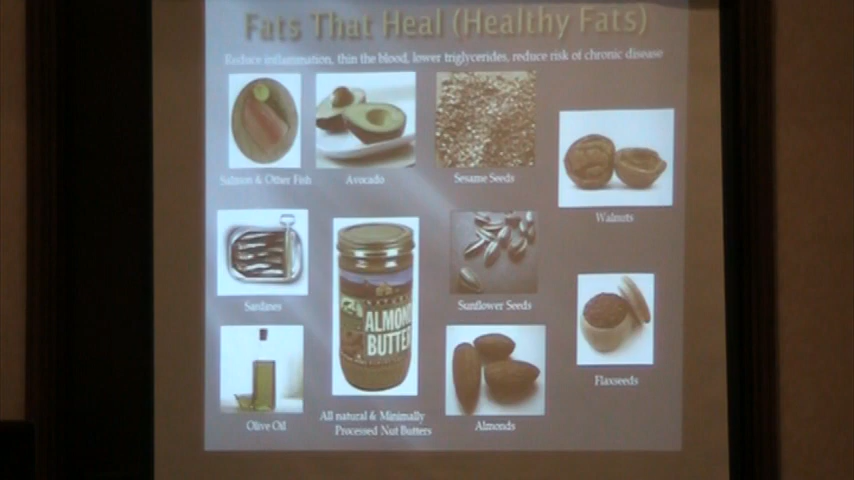 Fats That Heal (Healthy Fats)
Reduce inflammation, thin the blood, lower triglycerides, reduce risk of chronic disease
Salmon & Other Fish
Avocado
Sesame Seeds
Walnuts
Sardines
NATURAL
ALMOND
BUTTER
Sunflower Seeds
Flaxseeds
Olive Oil
All natural & Minimally
Processed Nut Butters
Almonds